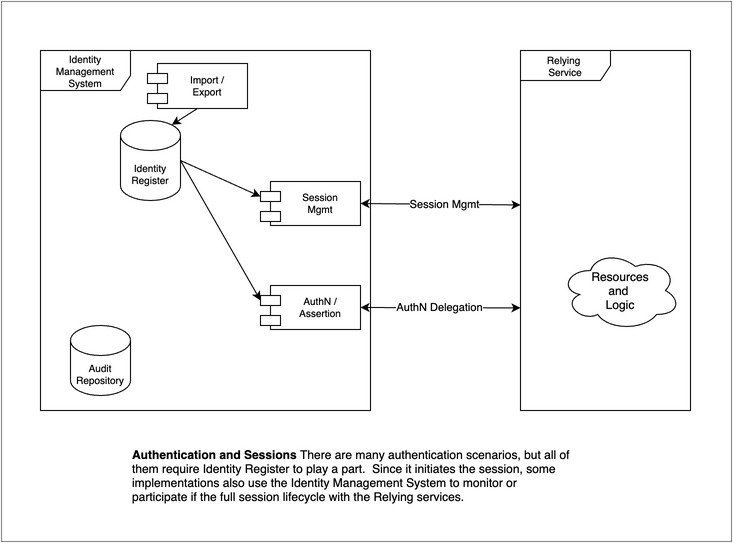 Identity
Management
System
Import /
Export
Identity
Register
Session
Mgmt
Session Mgmt
AuthN /
Assertion
AuthN Delegation
Audit
Repository
Relying
Service
Resources
and
Logic
Authentication and Sessions There are many authentication scenarios, but all of
them require Identity Register to play a part.  Since it initiates the session, some
implementations also use the Identity Management System to monitor or
participate if the full session lifecycle with the Relying services.